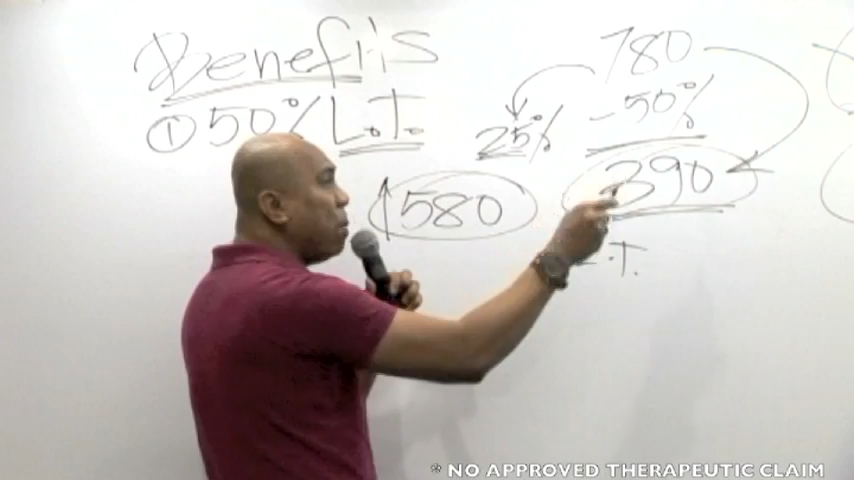 Benefits
① 50% L.T.
780
- 50%
25%
390
↑580
L.T.
* NO APPROVED THERAPEUTIC CLAIM